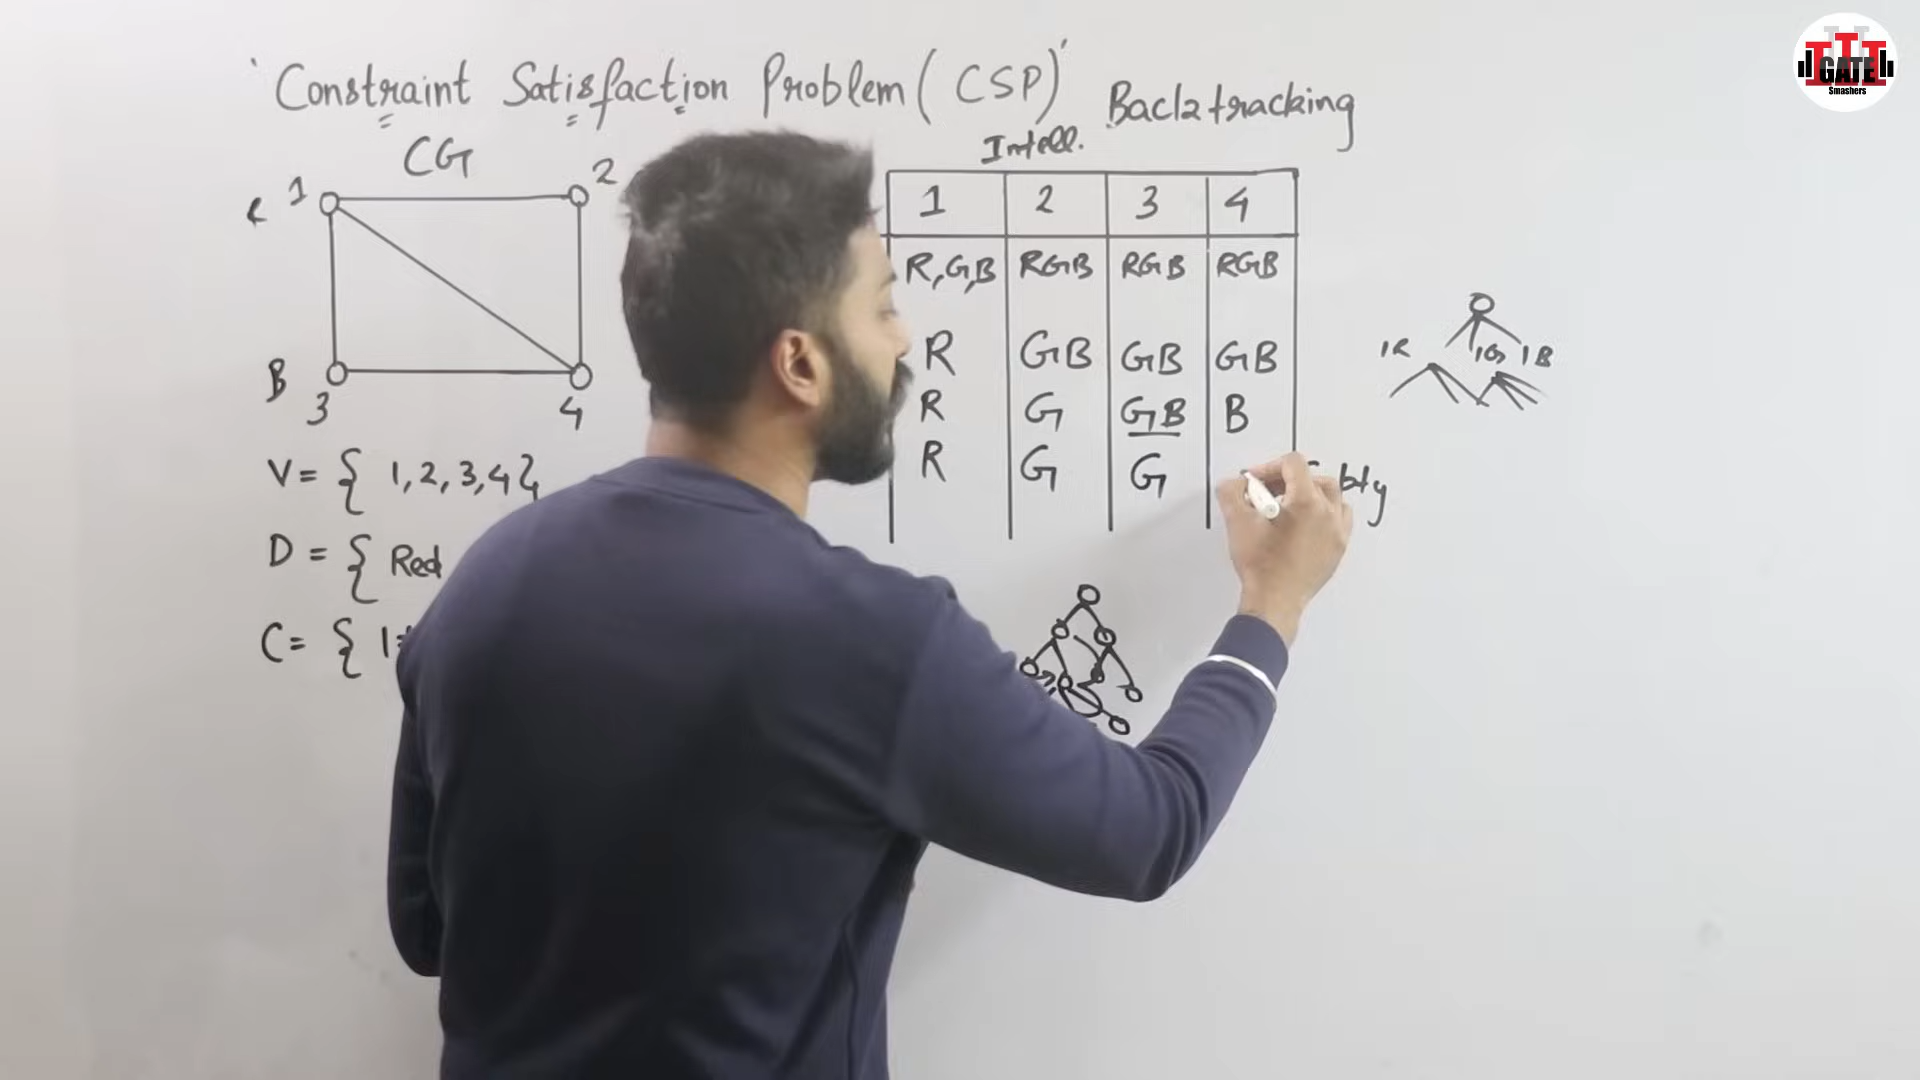 'Constraint Satisfaction Problem (CSP)'
Backtracking
Intell.
CG
1 2
B 3 4
V = { 1, 2, 3, 4 }
D = { Red
C = { 1
1 2 3 4
R,G,B RGB RGB RGB
R GB GB GB
R G GB B
R G G
1R 1G 1B
GATE
Smashers